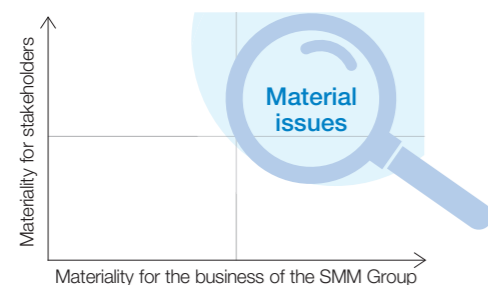 Materiality for stakeholders
Material
issues
Materiality for the business of the SMM Group